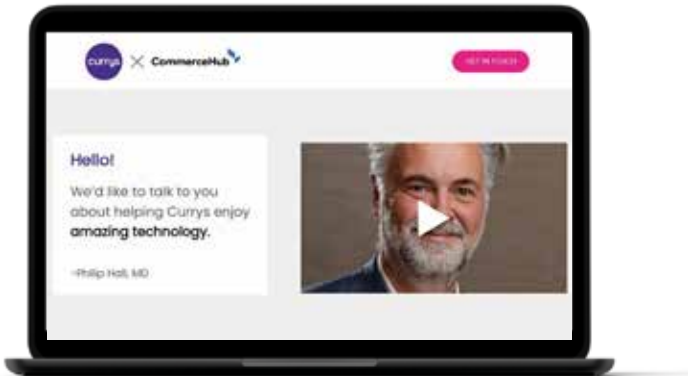 currys
CommerceHub
GET IN TOUCH
Hello!
We'd like to talk to you
about helping Currys enjoy
amazing technology.
-Philip Hall, MD